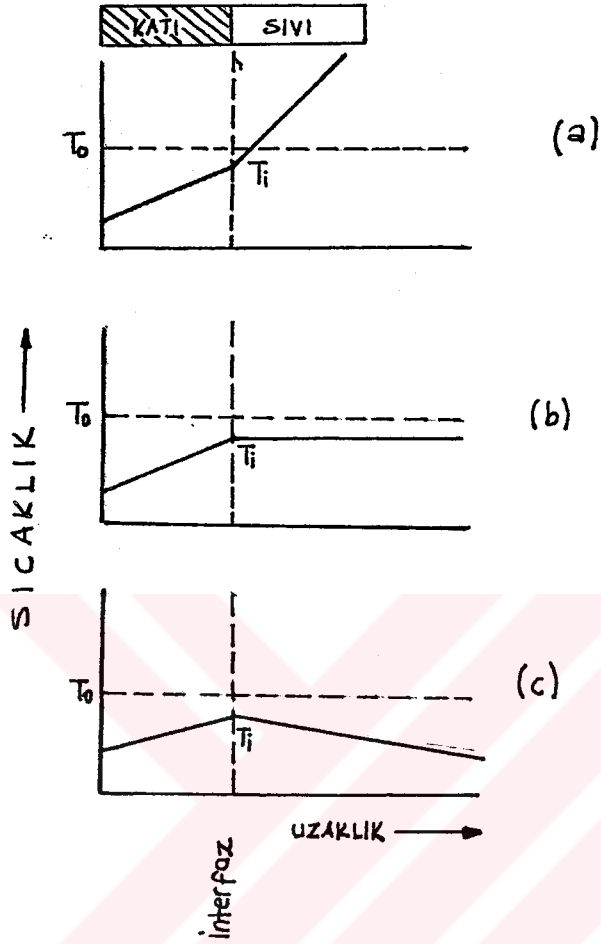 KATI SIVI
T₀
Ti
(a)
T₀
Ti
(b)
SICAKLIK
T₀
Ti
(c)
UZAKLIK
interfaz